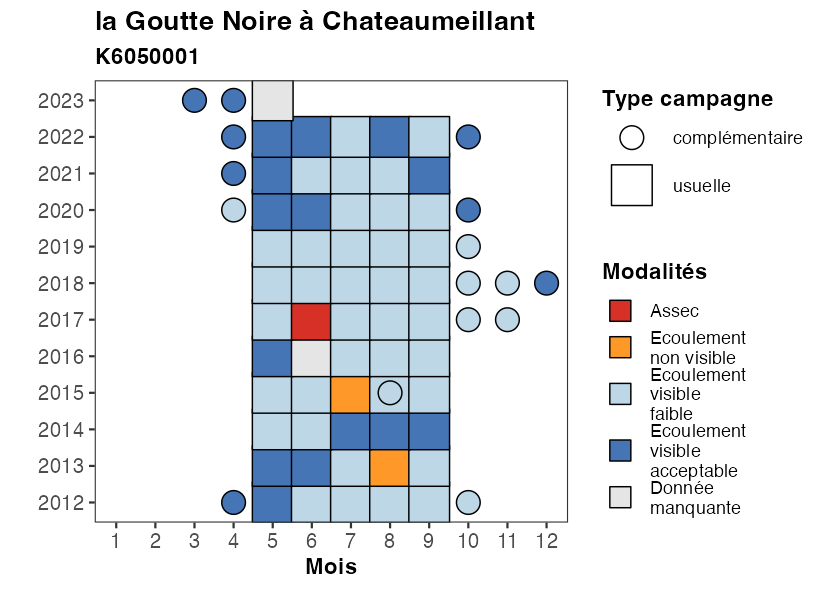 la Goutte Noire à Chateaumeillant
K6050001
2023
2022
2021
2020
2019
2018
2017
2016
2015
2014
2013
2012
1 2 3 4 5 6 7 8 9 10 11 12
Mois
Type campagne
complémentaire
usuelle
Modalités
Assec
Ecoulement
non visible
Ecoulement
visible
faible
Ecoulement
visible
acceptable
Donnée
manquante